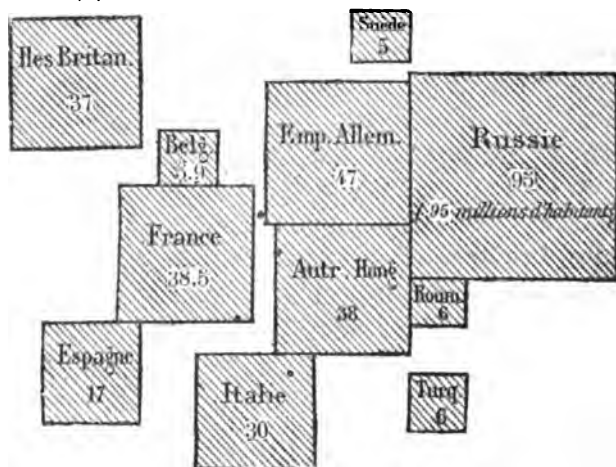 Suède
5
Iles Britan.
37
Emp. Allem.
47
Russie
95
(95 millions d'habitants)
Belg.
5.9
France
38.5
Autr. Hong
38
Roum.
6
Espagne
17
Italie
30
Turq
6